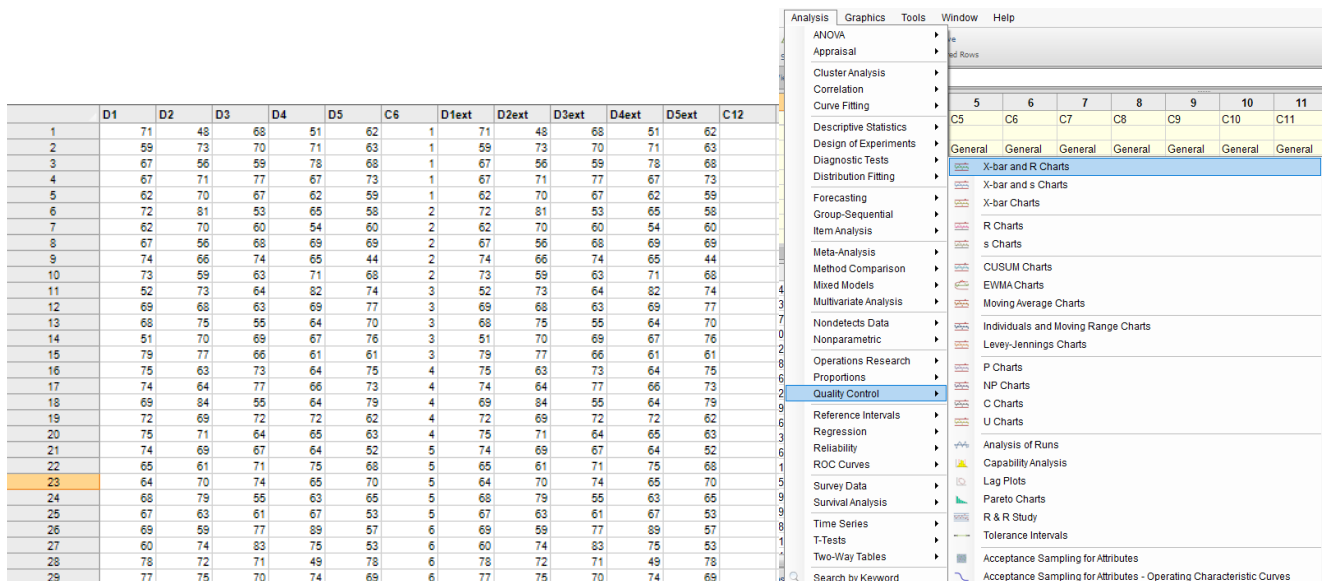 D1 D2 D3 D4 D5 C6 D1ext D2ext D3ext D4ext D5ext C12
1 71 48 68 51 62 1 71 48 68 51 62
2 59 73 70 71 63 1 59 73 70 71 63
3 67 56 59 78 68 1 67 56 59 78 68
4 67 71 77 67 73 1 67 71 77 67 73
5 62 70 67 62 59 1 62 70 67 62 59
6 72 81 53 65 58 2 72 81 53 65 58
7 62 70 60 54 60 2 62 70 60 54 60
8 67 56 68 69 69 2 67 56 68 69 69
9 74 66 74 65 44 2 74 66 74 65 44
10 73 59 63 71 68 2 73 59 63 71 68
11 52 73 64 82 74 3 52 73 64 82 74
12 69 68 63 69 77 3 69 68 63 69 77
13 68 75 55 64 70 3 68 75 55 64 70
14 51 70 69 67 76 3 51 70 69 67 76
15 79 77 66 61 61 3 79 77 66 61 61
16 75 63 73 64 75 4 75 63 73 64 75
17 74 64 77 66 73 4 74 64 77 66 73
18 69 84 55 64 79 4 69 84 55 64 79
19 72 69 72 72 62 4 72 69 72 72 62
20 75 71 64 65 63 4 75 71 64 65 63
21 74 69 67 64 52 5 74 69 67 64 52
22 65 61 71 75 68 5 65 61 71 75 68
23 64 70 74 65 70 5 64 70 74 65 70
24 68 79 55 63 65 5 68 79 55 63 65
25 67 63 61 67 53 5 67 63 61 67 53
26 69 59 77 89 57 6 69 59 77 89 57
27 60 74 83 75 53 6 60 74 83 75 53
28 78 72 71 49 78 6 78 72 71 49 78
29 77 75 70 74 69 6 77 75 70 74 69
Analysis Graphics Tools Window Help
ANOVA
Appraisal
Cluster Analysis
Correlation
Curve Fitting
Descriptive Statistics
Design of Experiments
Diagnostic Tests
Distribution Fitting
Forecasting
Group-Sequential
Item Analysis
Meta-Analysis
Method Comparison
Mixed Models
Multivariate Analysis
Nondetects Data
Nonparametric
Operations Research
Proportions
Quality Control
Reference Intervals
Regression
Reliability
ROC Curves
Survey Data
Survival Analysis
Time Series
T-Tests
Two-Way Tables
Search by Keyword
Rows
5 6 7 8 9 10 11
C5 C6 C7 C8 C9 C10 C11
General General General General General General General
X-bar and R Charts
X-bar and s Charts
X-bar Charts
R Charts
s Charts
CUSUM Charts
EWMA Charts
Moving Average Charts
Individuals and Moving Range Charts
Levey-Jennings Charts
P Charts
NP Charts
C Charts
U Charts
Analysis of Runs
Capability Analysis
Lag Plots
Pareto Charts
R & R Study
Tolerance Intervals
Acceptance Sampling for Attributes
Acceptance Sampling for Attributes - Operating Characteristic Curves